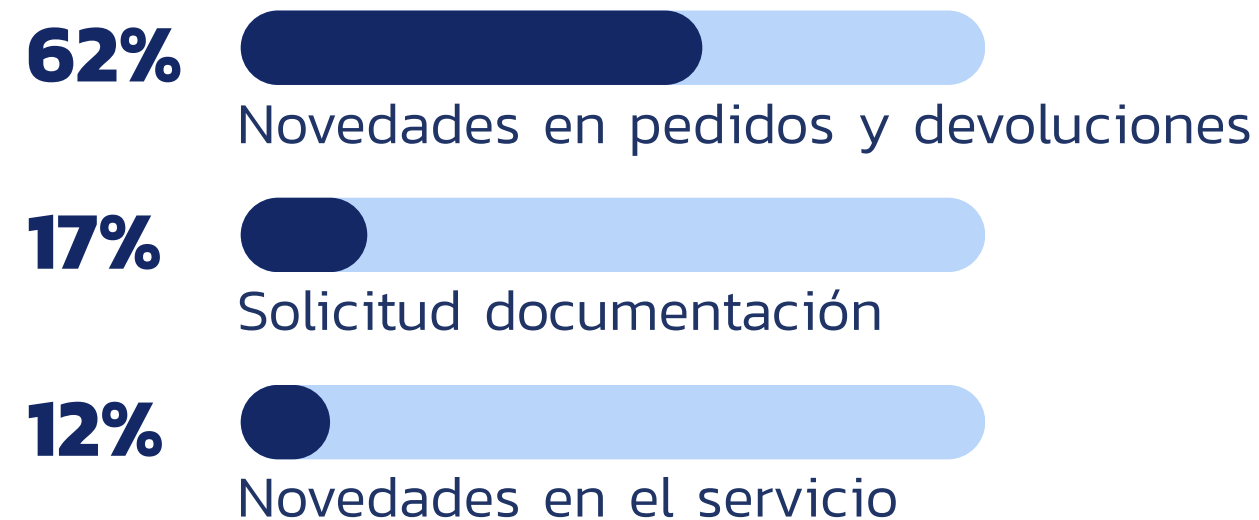 62%
Novedades en pedidos y devoluciones
17%
Solicitud documentación
12%
Novedades en el servicio